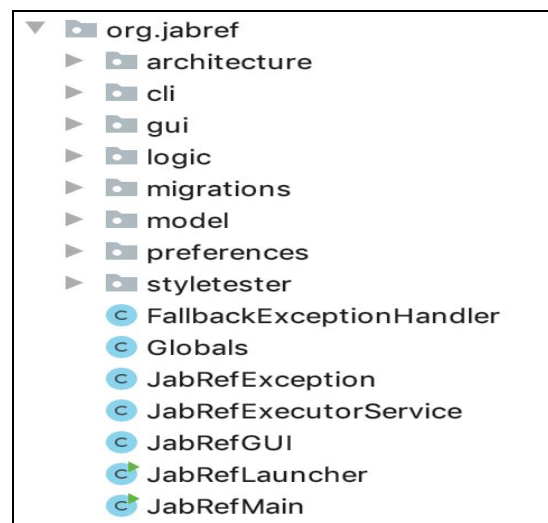 org.jabref
architecture
cli
gui
logic
migrations
model
preferences
styletester
C FallbackExceptionHandler
C Globals
C JabRefException
C JabRefExecutorService
C JabRefGUI
C JabRefLauncher
C JabRefMain